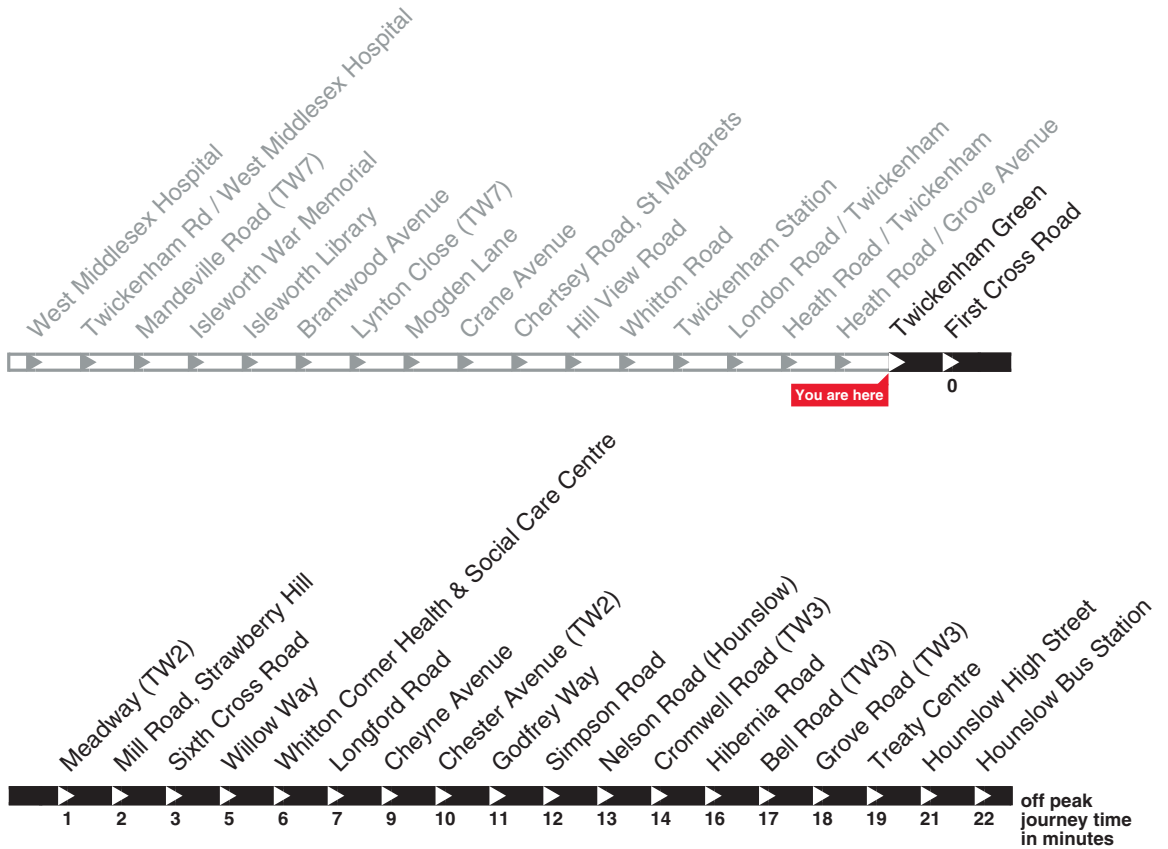 West Middlesex Hospital
Twickenham Rd / West Middlesex Hospital
Mandeville Road (TW7)
Isleworth War Memorial
Isleworth Library
Brantwood Avenue
Lynton Close (TW7)
Mogden Lane
Crane Avenue
Chertsey Road, St Margarets
Hill View Road
Whitton Road
Twickenham Station
London Road / Twickenham
Heath Road / Twickenham
Heath Road / Grove Avenue
Twickenham Green
First Cross Road
You are here
0
Meadway (TW2)
Mill Road, Strawberry Hill
Sixth Cross Road
Willow Way
Whitton Corner Health & Social Care Centre
Longford Road
Cheyne Avenue
Chester Avenue (TW2)
Godfrey Way
Simpson Road
Nelson Road (Hounslow)
Cromwell Road (TW3)
Hibernia Road
Bell Road (TW3)
Grove Road (TW3)
Treaty Centre
Hounslow High Street
Hounslow Bus Station
1 2 3 5 6 7 9 10 11 12 13 14 16 17 18 19 21 22
off peak
journey time
in minutes